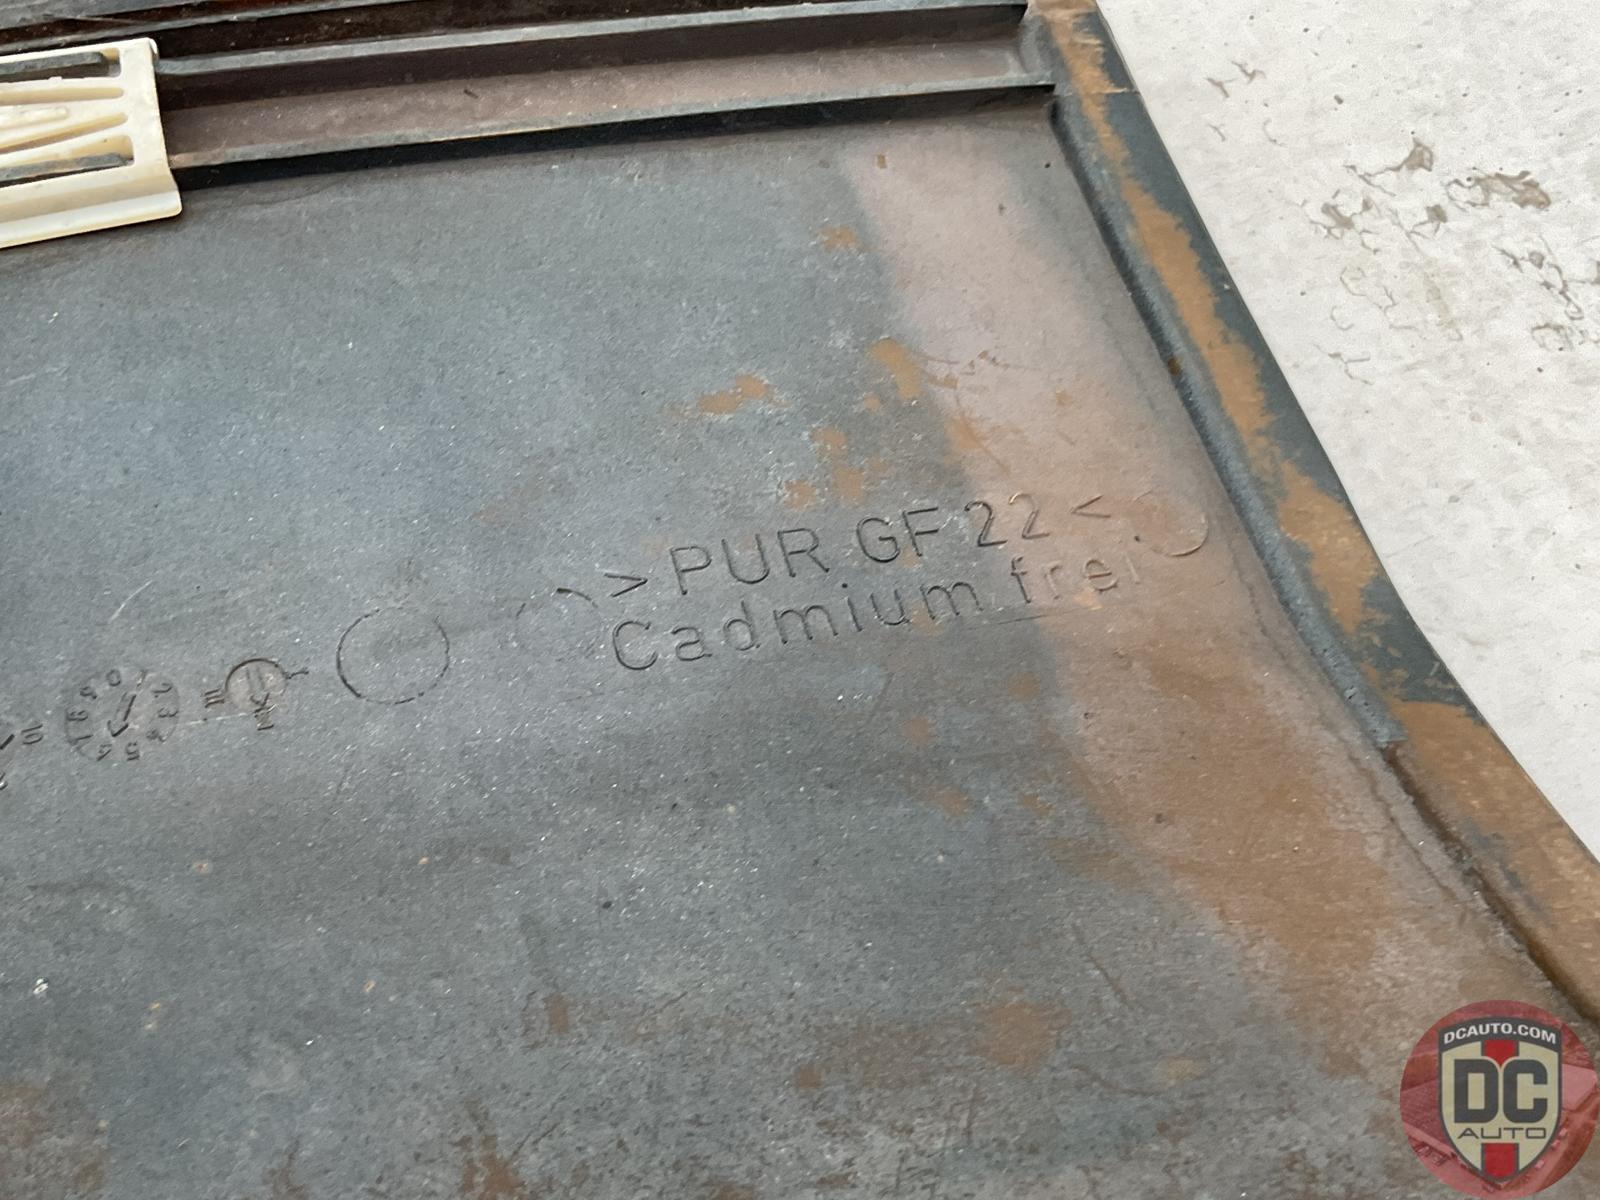 > PUR GF 22 <
Cadmium frei
DCAUTO.COM
DC
AUTO